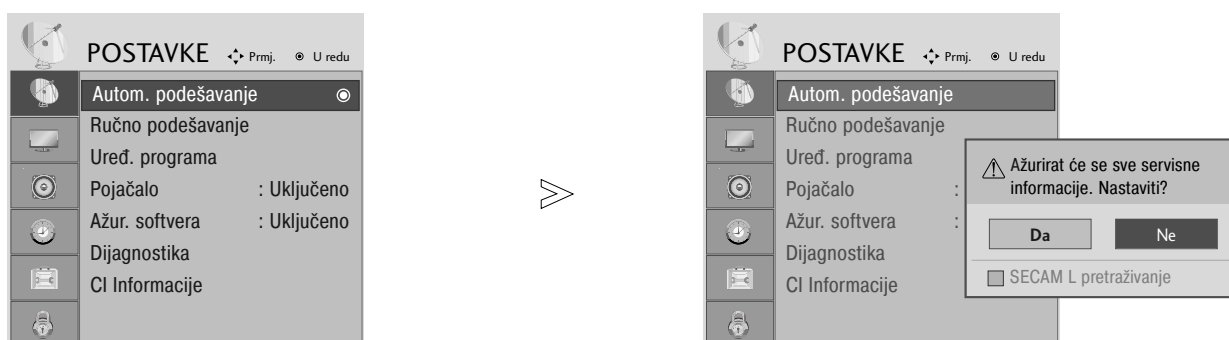 POSTAVKE Prmj. U redu
Autom. podešavanje
Ručno podešavanje
Uređ. programa
Pojačalo : Uključeno
Ažur. softvera : Uključeno
Dijagnostika
CI Informacije
POSTAVKE Prmj. U redu
Autom. podešavanje
Ručno podešavanje
Uređ. programa
Pojačalo :
Ažur. softvera :
Dijagnostika
CI Informacije
Ažurirat će se sve servisne
informacije. Nastaviti?
Da Ne
SECAM L pretraživanje